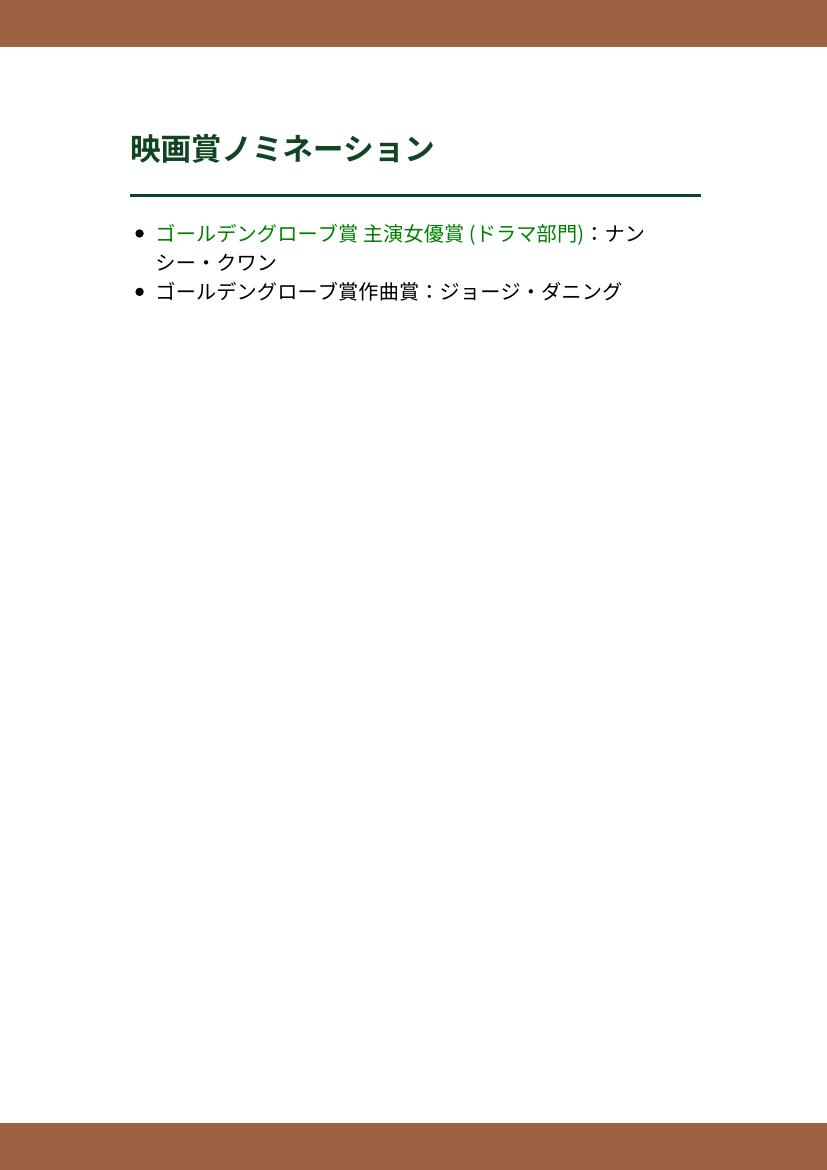 映画賞ノミネーション
ゴールデングローブ賞 主演女優賞 (ドラマ部門)：ナン
シー・クワン
ゴールデングローブ賞作曲賞：ジョージ・ダニング